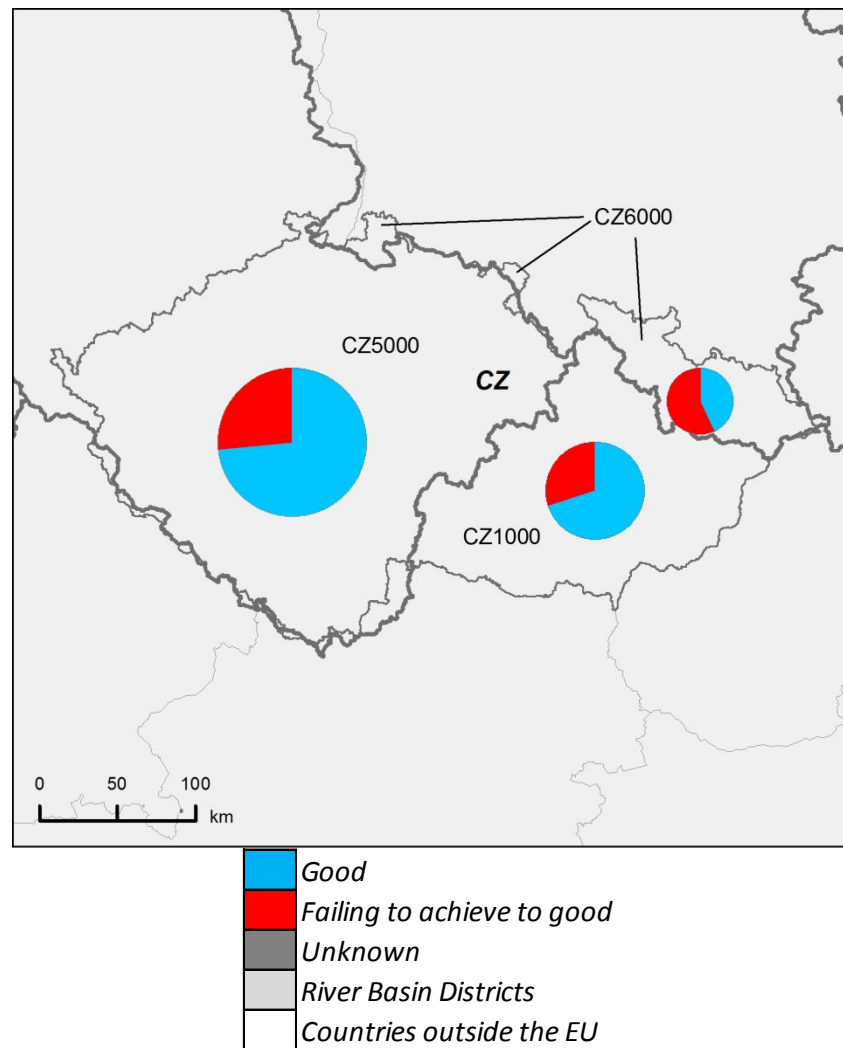 CZ6000
CZ5000
CZ
CZ1000
0 50 100
km
Good
Failing to achieve to good
Unknown
River Basin Districts
Countries outside the EU